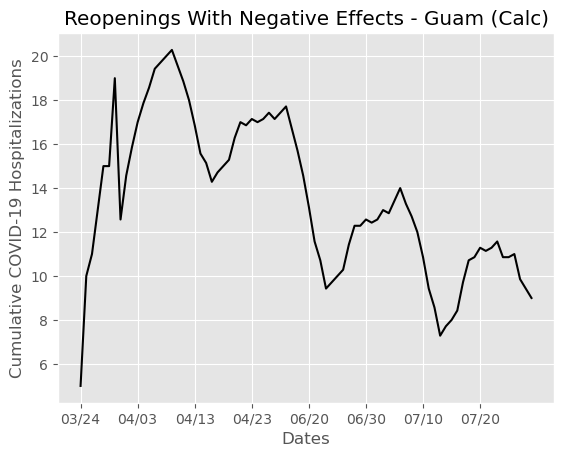 Reopenings With Negative Effects - Guam (Calc)
Cumulative COVID-19 Hospitalizations
20
18
16
14
12
10
8
6
03/24 04/03 04/13 04/23 06/20 06/30 07/10 07/20
Dates